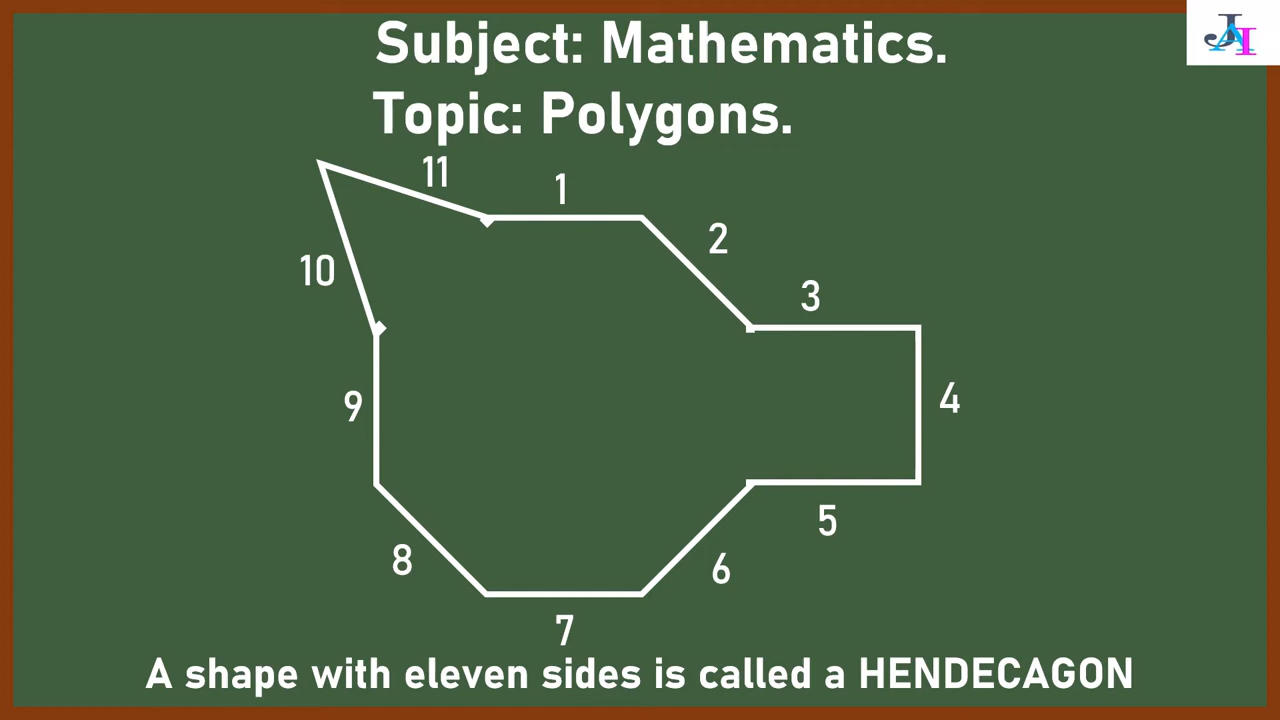 Subject: Mathematics.
Topic: Polygons.
11
1
2
10
3
9
4
5
8
6
7
A shape with eleven sides is called a HENDECAGON
JAI